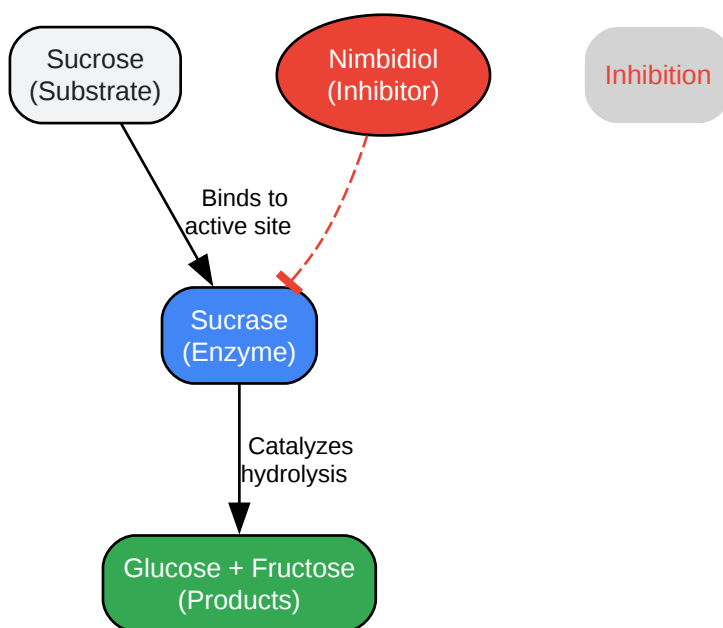 Sucrose
(Substrate)
Nimbidiol
(Inhibitor)
Inhibition
Binds to
active site
Sucrase
(Enzyme)
Catalyzes
hydrolysis
Glucose + Fructose
(Products)